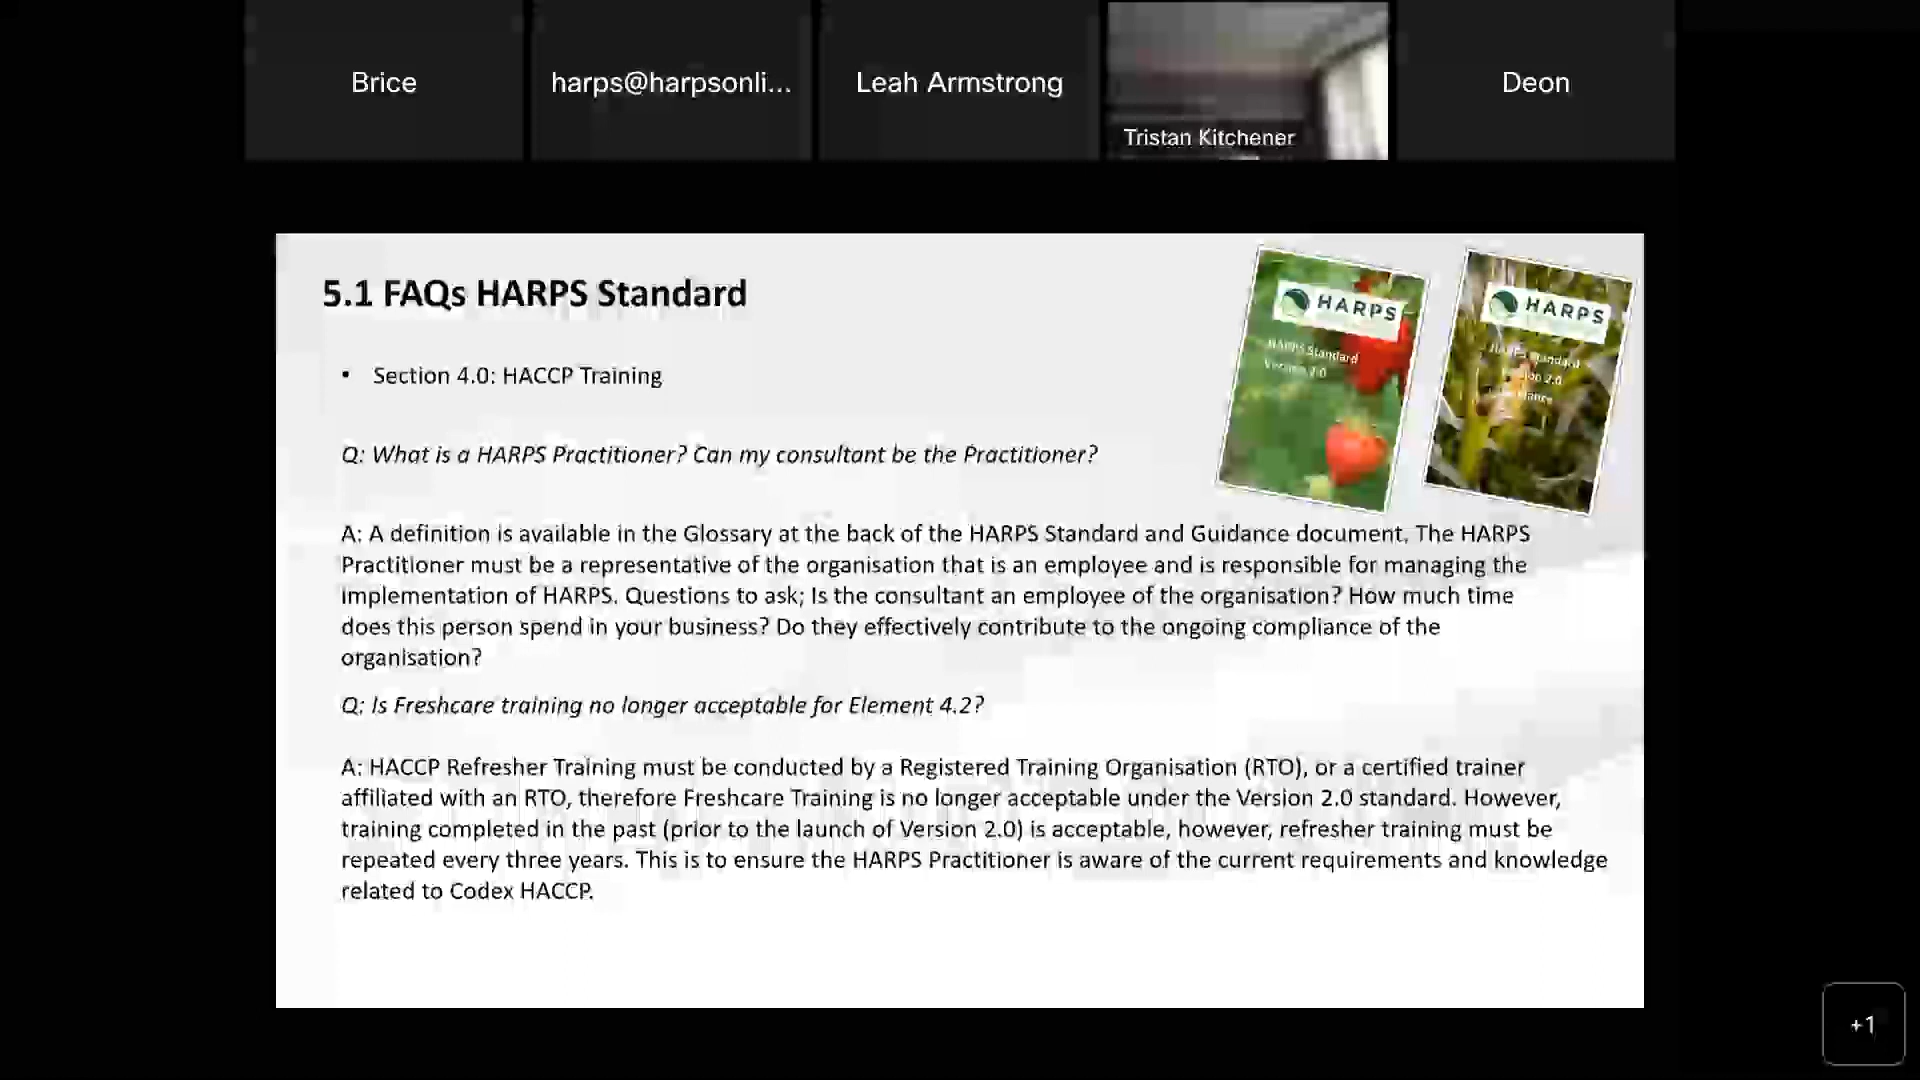 Brice
harps@harpsonli...
Leah Armstrong
Tristan Kitchener
Deon
5.1 FAQs HARPS Standard
HARPS
HARPS Standard
Version 2.0
HARPS
HARPS Standard
Version 2.0
• Section 4.0: HACCP Training
Q: What is a HARPS Practitioner? Can my consultant be the Practitioner?
A: A definition is available in the Glossary at the back of the HARPS Standard and Guidance document. The HARPS
Practitioner must be a representative of the organisation that is an employee and is responsible for managing the
implementation of HARPS. Questions to ask; Is the consultant an employee of the organisation? How much time
does this person spend in your business? Do they effectively contribute to the ongoing compliance of the
organisation?
Q: Is Freshcare training no longer acceptable for Element 4.2?
A: HACCP Refresher Training must be conducted by a Registered Training Organisation (RTO), or a certified trainer
affiliated with an RTO, therefore Freshcare Training is no longer acceptable under the Version 2.0 standard. However,
training completed in the past (prior to the launch of Version 2.0) is acceptable, however, refresher training must be
repeated every three years. This is to ensure the HARPS Practitioner is aware of the current requirements and knowledge
related to Codex HACCP.
+1